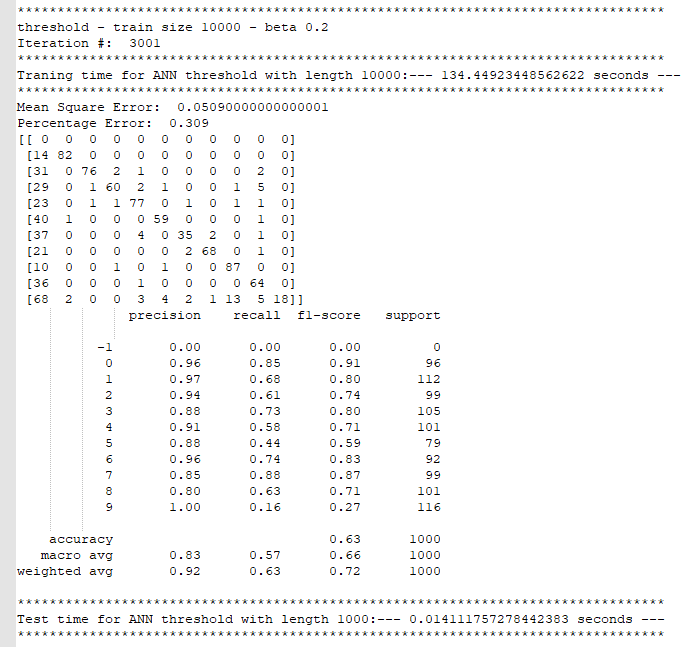 *********************************************************************************
threshold - train size 10000 - beta 0.2
Iteration #:  3001
*********************************************************************************
Traning time for ANN threshold with length 10000:--- 134.44923448562622 seconds ---
*********************************************************************************
Mean Square Error:  0.05090000000000001
Percentage Error:  0.309
[[ 0  0  0  0  0  0  0  0  0  0  0]
 [14 82  0  0  0  0  0  0  0  0  0]
 [31  0 76  2  1  0  0  0  0  2  0]
 [29  0  1 60  2  1  0  0  1  5  0]
 [23  0  1  1 77  0  1  0  1  1  0]
 [40  1  0  0  0 59  0  0  0  1  0]
 [37  0  0  0  4  0 35  2  0  1  0]
 [21  0  0  0  0  0  2 68  0  1  0]
 [10  0  0  1  0  1  0  0 87  0  0]
 [36  0  0  0  1  0  0  0  0 64  0]
 [68  2  0  0  3  4  2  1 13  5 18]]
              precision    recall  f1-score   support
          -1       0.00      0.00      0.00         0
           0       0.96      0.85      0.91        96
           1       0.97      0.68      0.80       112
           2       0.94      0.61      0.74        99
           3       0.88      0.73      0.80       105
           4       0.91      0.58      0.71       101
           5       0.88      0.44      0.59        79
           6       0.96      0.74      0.83        92
           7       0.85      0.88      0.87        99
           8       0.80      0.63      0.71       101
           9       1.00      0.16      0.27       116
    accuracy                           0.63      1000
   macro avg       0.83      0.57      0.66      1000
weighted avg       0.92      0.63      0.72      1000
*********************************************************************************
Test time for ANN threshold with length 1000:--- 0.014111757278442383 seconds ---
*********************************************************************************